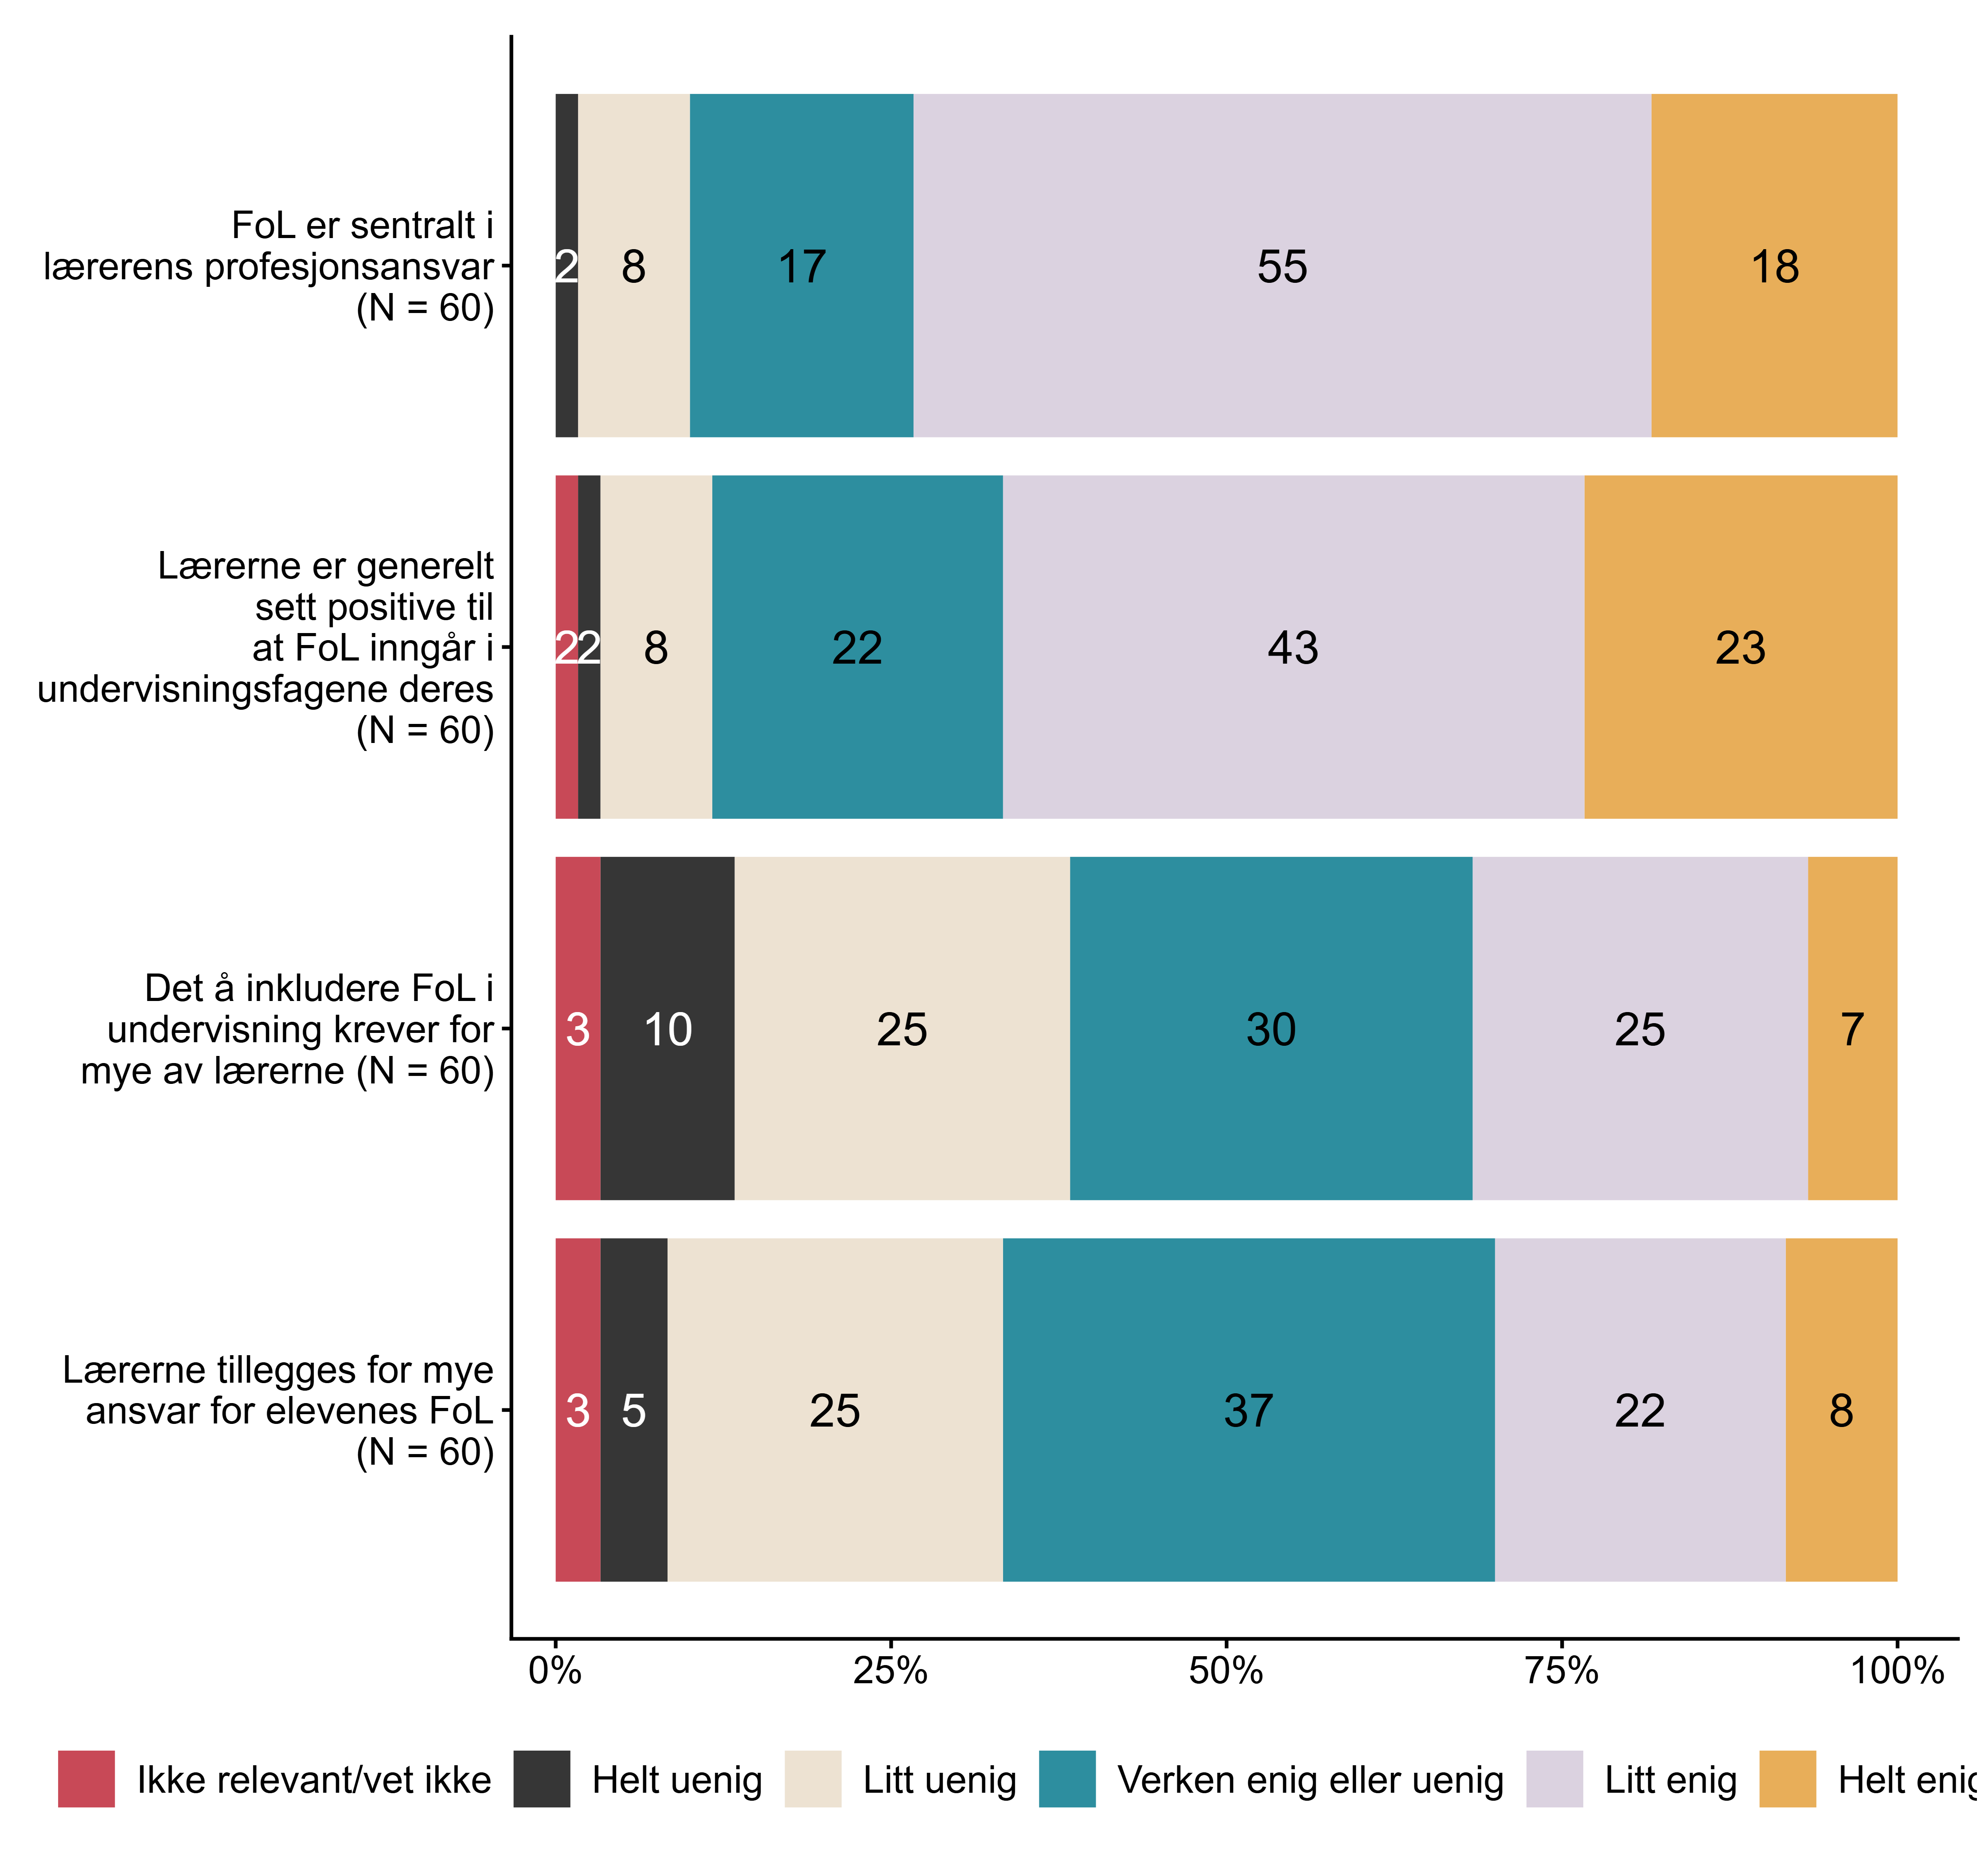 FoL er sentralt i
lærerens profesjonsansvar
(N = 60)
2 8 17 55 18
Lærerne er generelt
sett positive til
at FoL inngår i
undervisningsfagene deres
(N = 60)
2 2 8 22 43 23
Det å inkludere FoL i
undervisning krever for
mye av lærerne (N = 60)
3 10 25 30 25 7
Lærerne tillegges for mye
ansvar for elevenes FoL
(N = 60)
3 5 25 37 22 8
0% 25% 50% 75% 100%
Ikke relevant/vet ikke Helt uenig Litt uenig Verken enig eller uenig Litt enig Helt enig